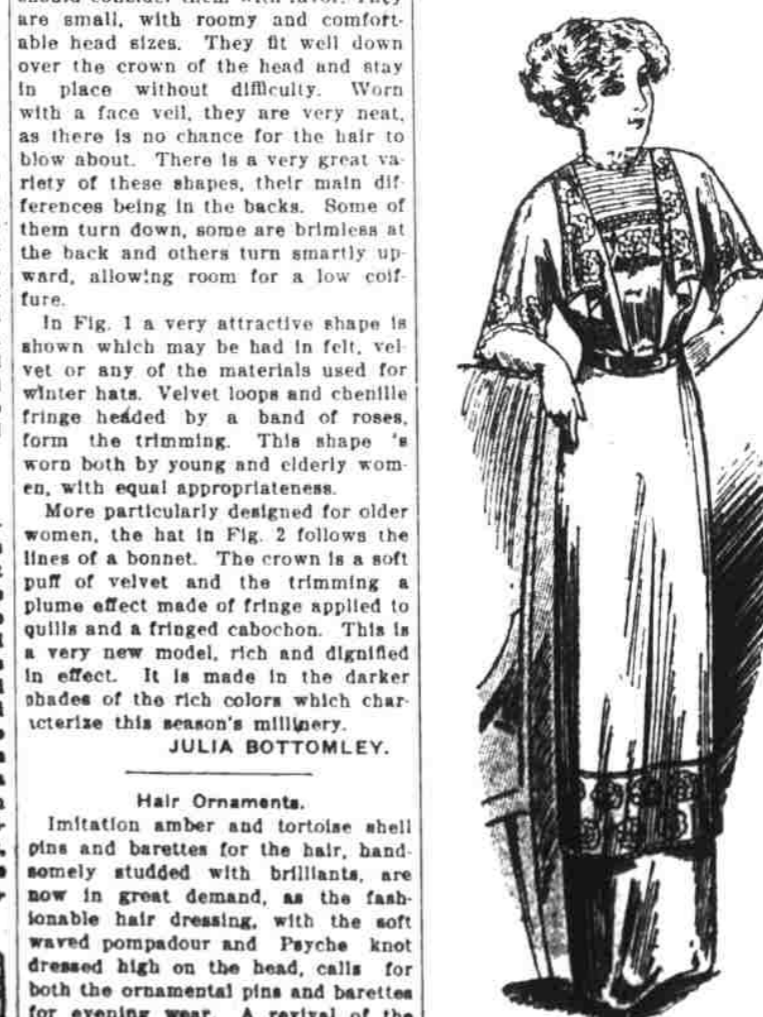 should consider them with favor. They
are small, with roomy and comfort-
able head sizes. They fit well down
over the crown of the head and stay
in place without difficulty. Worn
with a face veil, they are very neat,
as there is no chance for the hair to
blow about. There is a very great va-
riety of these shapes, their main dif-
ferences being in the backs. Some of
them turn down, some are brimless at
the back and others turn smartly up-
ward, allowing room for a low coif-
fure.
In Fig. 1 a very attractive shape is
shown which may be had in felt, vel-
vet or any of the materials used for
winter hats. Velvet loops and chenille
fringe headed by a band of roses,
form the trimming. This shape 's
worn both by young and elderly wom-
en, with equal appropriateness.
More particularly designed for older
women, the hat in Fig. 2 follows the
lines of a bonnet. The crown is a soft
puff of velvet and the trimming a
plume effect made of fringe applied to
quills and a fringed cabochon. This is
a very new model, rich and dignified
in effect. It is made in the darker
shades of the rich colors which char-
acterize this season's millinery.
JULIA BOTTOMLEY.
Hair Ornaments.
Imitation amber and tortoise shell
pins and barettes for the hair, hand-
somely studded with brilliants, are
now in great demand, as the fash-
ionable hair dressing, with the soft
waved pompadour and Psyche knot
dressed high on the head, calls for
both the ornamental pins and barettes
for evening wear. A revival of the